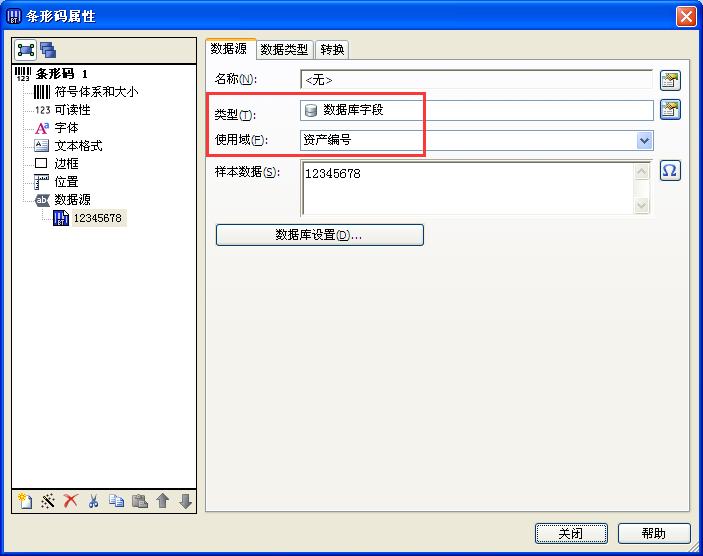 条形码属性
数据源 数据类型 转换
条形码 1
符号体系和大小
可读性
字体
文本格式
边框
位置
数据源
12345678
名称(N): <无>
类型(T): 数据库字段
使用域(F): 资产编号
样本数据(S): 12345678
数据库设置(D)...
关闭 帮助